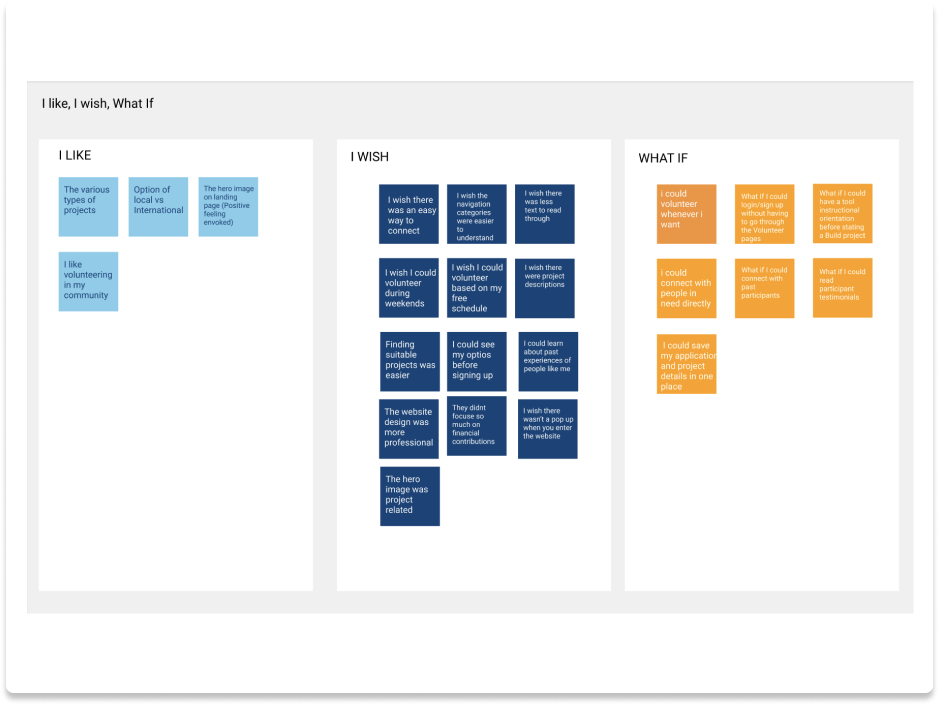 I like, I wish, What If
I LIKE
The various
types of
projects
Option of
local vs
International
The hero image
on landing
page (Positive
feeling
envoked)
I like
volunteering
in my
community
I WISH
I wish there
was an easy
way to
connect
I wish the
navigation
categories
were easier
to
understand
I wish there
was less
text to read
through
I wish I could
volunteer
during
weekends
I wish I could
volunteer
based on my
free
schedule
I wish there
were project
descriptions
Finding
suitable
projects was
easier
I could see
my optios
before
signing up
I could learn
about past
experiences of
people like me
The website
design was
more
professional
They didnt
focuse so
much on
financial
contributions
I wish there
wasn't a pop up
when you enter
the website
The hero
image was
project
related
WHAT IF
i could
volunteer
whenever i
want
What If I could
login/sign up
without having
to go through
the Volunteer
pages
What if I could
have a tool
instructional
orientation
before stating
a Build project
i could
connect with
people in
need directly
What if I could
connect with
past
participants
What if I could
read
participant
testimonials
I could save
my application
and project
details in one
place